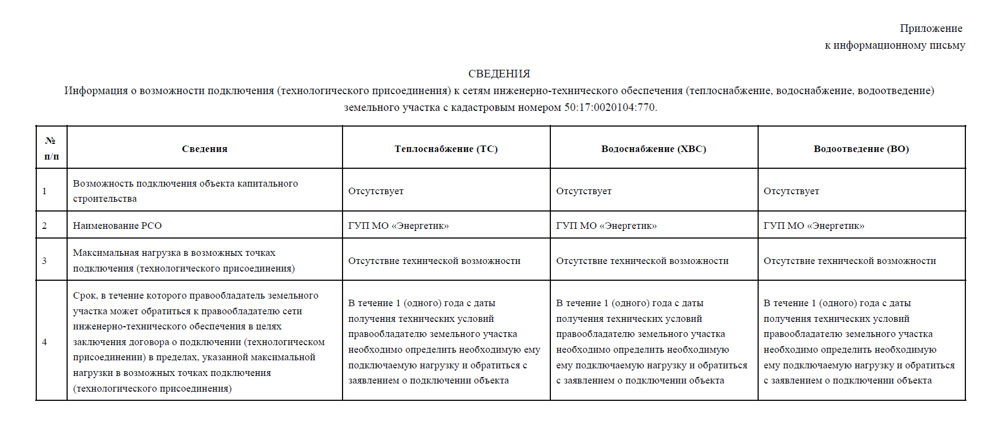 Приложение
к информационному письму
СВЕДЕНИЯ
Информация о возможности подключения (технологического присоединения) к сетям инженерно-технического обеспечения (теплоснабжение, водоснабжение, водоотведение)
земельного участка с кадастровым номером 50:17:0020104:770.
№
п/п
Сведения
Теплоснабжение (ТС)
Водоснабжение (ХВС)
Водоотведение (ВО)
1
Возможность подключения объекта капитального
строительства
Отсутствует
Отсутствует
Отсутствует
2
Наименование РСО
ГУП МО «Энергетик»
ГУП МО «Энергетик»
ГУП МО «Энергетик»
3
Максимальная нагрузка в возможных точках
подключения (технологического присоединения)
Отсутствие технической возможности
Отсутствие технической возможности
Отсутствие технической возможности
4
Срок, в течение которого правообладатель земельного
участка может обратиться к правообладателю сети
инженерно-технического обеспечения в целях
заключения договора о подключении (технологическом
присоединении) в пределах, указанной максимальной
нагрузки в возможных точках подключения
(технологического присоединения)
В течение 1 (одного) года с даты
получения технических условий
правообладателю земельного участка
необходимо определить необходимую ему
подключаемую нагрузку и обратиться с
заявлением о подключении объекта
В течение 1 (одного) года с даты
получения технических условий
правообладателю земельного участка
необходимо определить необходимую
ему подключаемую нагрузку и обратиться
с заявлением о подключении объекта
В течение 1 (одного) года с даты
получения технических условий
правообладателю земельного участка
необходимо определить необходимую
ему подключаемую нагрузку и обратиться
с заявлением о подключении объекта